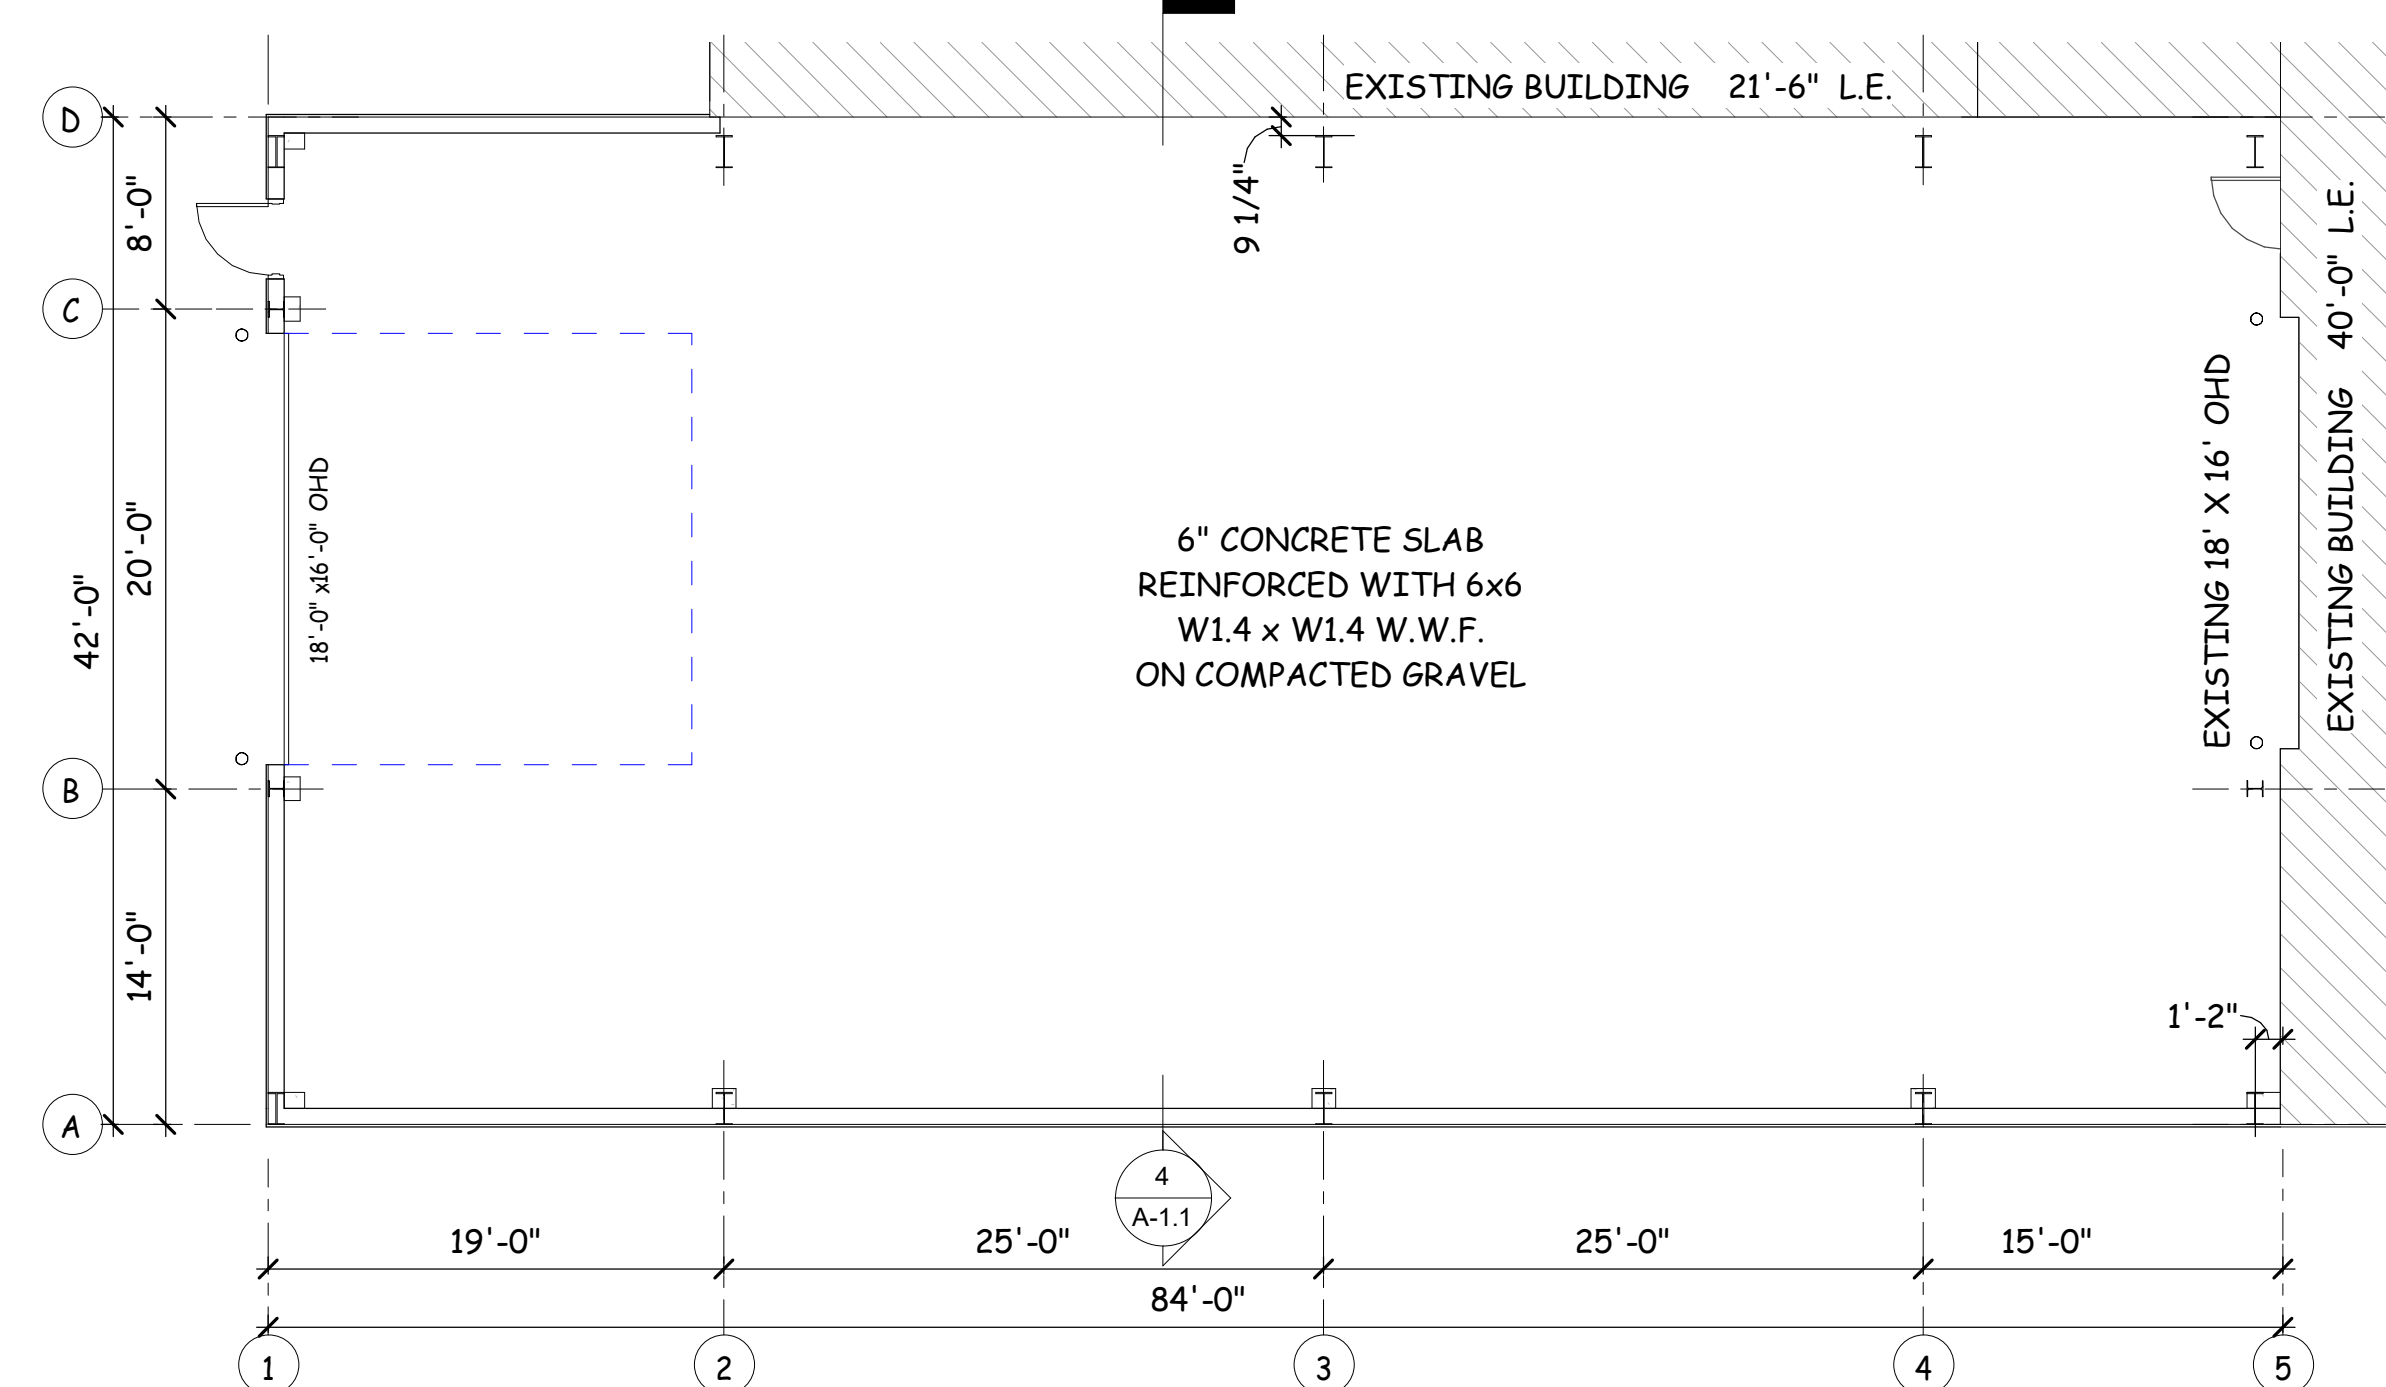 EXISTING BUILDING 21'-6" L.E.
D
9 1/4"
8'-0"
EXISTING BUILDING 40'-0" L.E.
C
EXISTING 18' X 16' OHD
18'-0" x16'-0" OHD
20'-0"
42'-0"
6" CONCRETE SLAB
REINFORCED WITH 6x6
W1.4 x W1.4 W.W.F.
ON COMPACTED GRAVEL
B
14'-0"
1'-2"
A
4
A-1.1
19'-0" 25'-0" 25'-0" 15'-0"
84'-0"
1 2 3 4 5